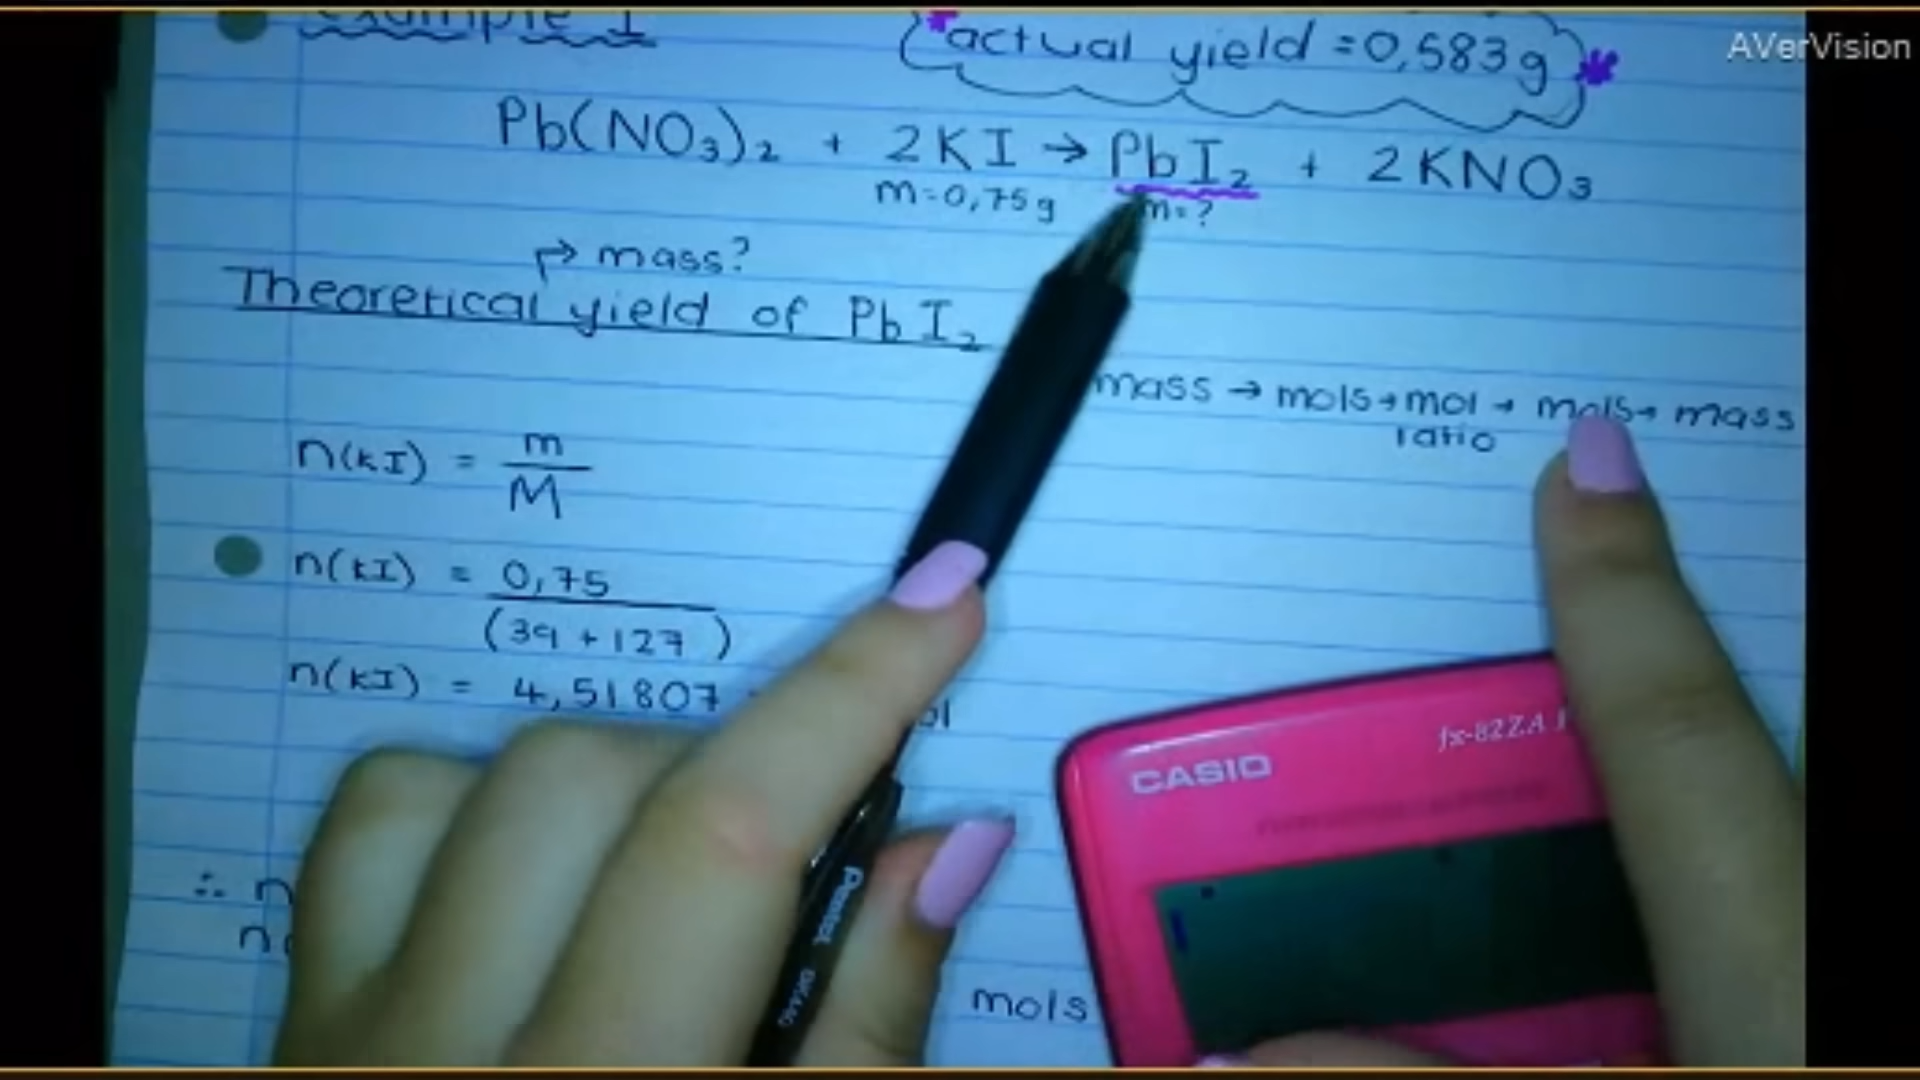 Example 1
AVerVision
actual yield = 0,583g
Pb(NO₃)₂ + 2KI → PbI₂ + 2KNO₃
m=0,75g m=?
↱ mass?
Theoretical yield of PbI₂
mass → mols → mol → mols → mass
ratio
n(kI) = m
M
n(kI) = 0,75
(39 + 127)
n(kI) = 4,51807
∴ n
n(
mols
CASIO
fx-82ZA
Pentel